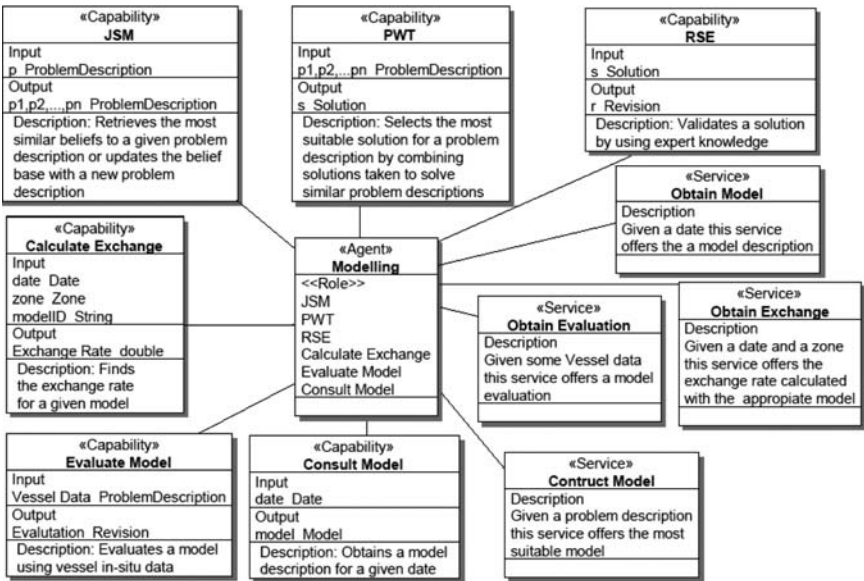 «Capability»
JSM
Input
p ProblemDescription
Output
p1,p2,...,pn ProblemDescription
Description: Retrieves the most
similar beliefs to a given problem
description or updates the belief
base with a new problem
description
«Capability»
PWT
Input
p1,p2,...pn ProblemDescription
Output
s Solution
Description: Selects the most
suitable solution for a problem
description by combining
solutions taken to solve
similar problem descriptions
«Capability»
RSE
Input
s Solution
Output
r Revision
Description: Validates a solution
by using expert knowledge
«Service»
Obtain Model
Description
Given a date this service
offers the a model description
«Capability»
Calculate Exchange
Input
date Date
zone Zone
modelID String
Output
Exchange Rate double
Description: Finds
the exchange rate
for a given model
«Agent»
Modelling
<<Role>>
JSM
PWT
RSE
Calculate Exchange
Evaluate Model
Consult Model
«Service»
Obtain Evaluation
Description
Given some Vessel data
this service offers a model
evaluation
«Service»
Obtain Exchange
Description
Given a date and a zone
this service offers the
exchange rate calculated
with the appropiate model
«Capability»
Evaluate Model
Input
Vessel Data ProblemDescription
Output
Evalutation Revision
Description: Evaluates a model
using vessel in-situ data
«Capability»
Consult Model
Input
date Date
Output
model Model
Description: Obtains a model
description for a given date
«Service»
Contruct Model
Description
Given a problem description
this service offers the most
suitable model